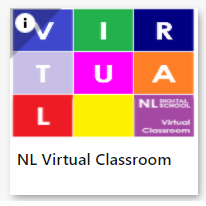 i
V I R
T U A
L
NL DIGITAL
SCHOOL
Virtual
Classroom
NL Virtual Classroom